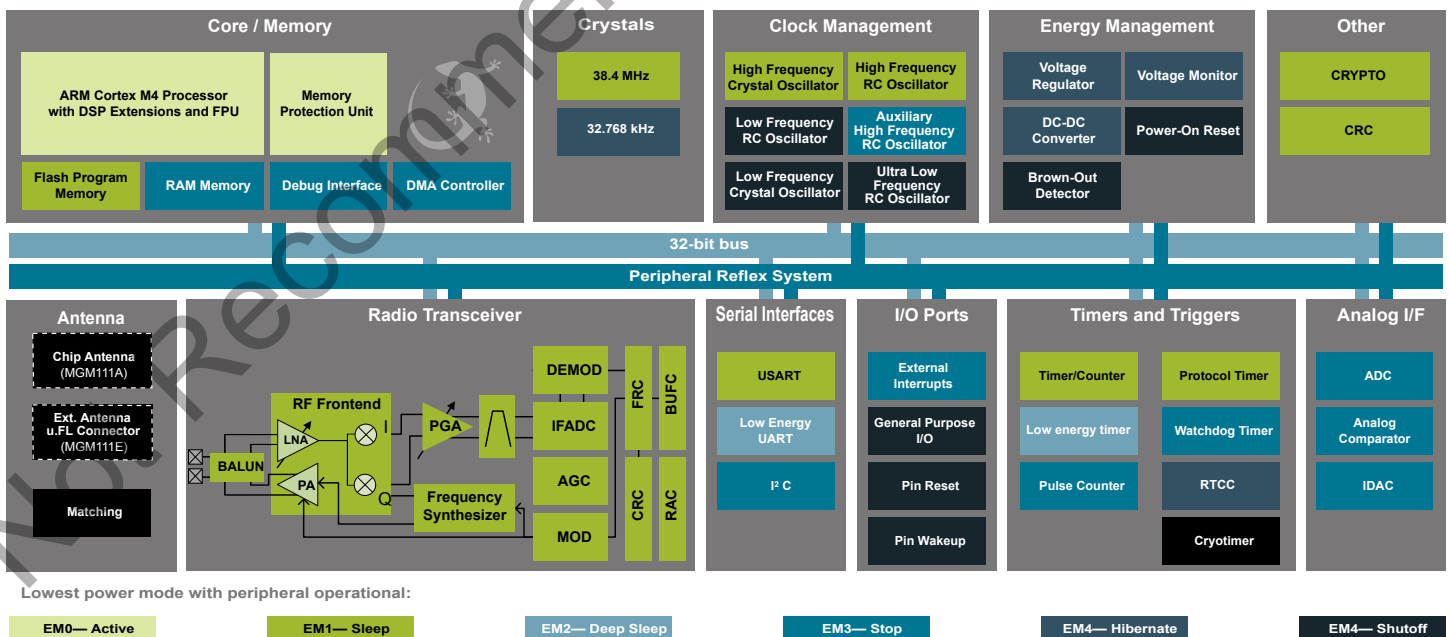 Core / Memory
ARM Cortex M4 Processor
with DSP Extensions and FPU
Memory
Protection Unit
Flash Program
Memory
RAM Memory
Debug Interface
DMA Controller
Crystals
38.4 MHz
32.768 kHz
Clock Management
High Frequency
Crystal Oscillator
High Frequency
RC Oscillator
Low Frequency
RC Oscillator
Auxiliary
High Frequency
RC Oscillator
Low Frequency
Crystal Oscillator
Ultra Low
Frequency
RC Oscillator
Energy Management
Voltage
Regulator
Voltage Monitor
DC-DC
Converter
Power-On Reset
Brown-Out
Detector
Other
CRYPTO
CRC
32-bit bus
Peripheral Reflex System
Antenna
Chip Antenna
(MGM111A)
Ext. Antenna
u.FL Connector
(MGM111E)
Matching
Radio Transceiver
RF Frontend
LNA
I
BALUN
PA
Q
PGA
Frequency
Synthesizer
DEMOD
IFADC
AGC
MOD
FRC
BUFC
CRC
RAC
Serial Interfaces
USART
Low Energy
UART
I² C
I/O Ports
External
Interrupts
General Purpose
I/O
Pin Reset
Pin Wakeup
Timers and Triggers
Timer/Counter
Protocol Timer
Low energy timer
Watchdog Timer
Pulse Counter
RTCC
Cryotimer
Analog I/F
ADC
Analog
Comparator
IDAC
Lowest power mode with peripheral operational:
EM0— Active
EM1— Sleep
EM2— Deep Sleep
EM3— Stop
EM4— Hibernate
EM4— Shutoff
Not Recomme